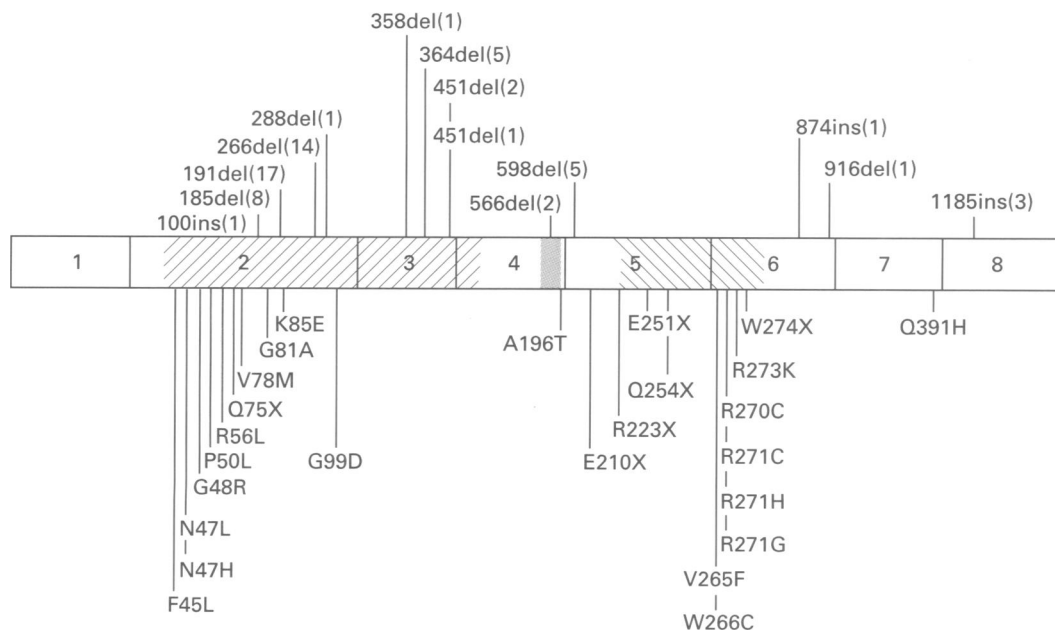 358del(1)
364del(5)
451del(2)
288del(1)
451del(1)
874ins(1)
266del(14)
191del(17)
598del(5)
916del(1)
185del(8)
566del(2)
1185ins(3)
100ins(1)
1 2 3 4 5 6 7 8
K85E
E251X
W274X
Q391H
A196T
G81A
R273K
V78M
Q254X
Q75X
R270C
R56L
R223X
P50L
G99D
E210X
R271C
G48R
R271H
N47L
R271G
N47H
V265F
F45L
W266C